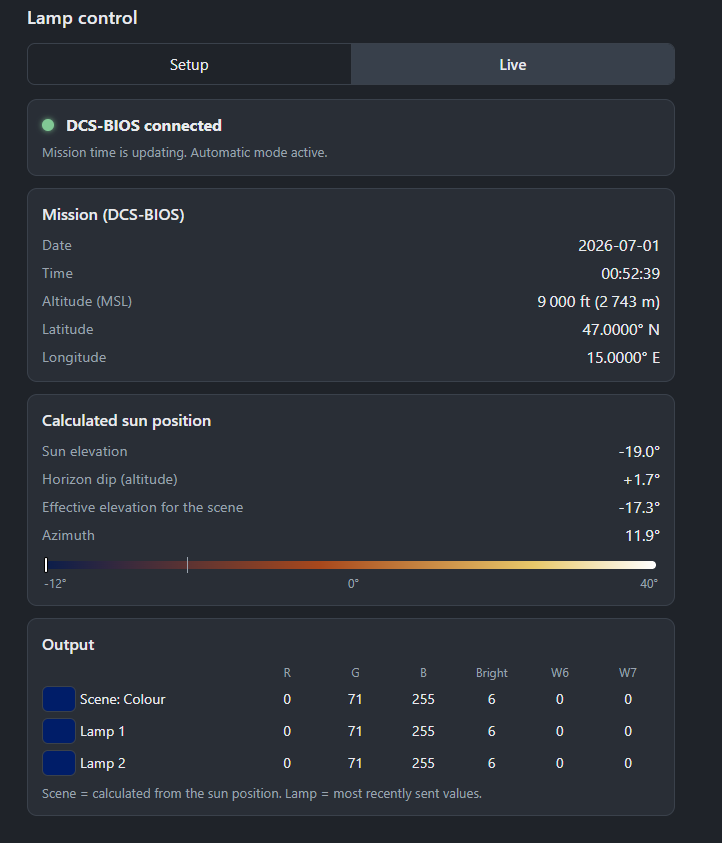 Lamp control
Setup Live
DCS-BIOS connected
Mission time is updating. Automatic mode active.
Mission (DCS-BIOS)
Date 2026-07-01
Time 00:52:39
Altitude (MSL) 9 000 ft (2 743 m)
Latitude 47.0000° N
Longitude 15.0000° E
Calculated sun position
Sun elevation -19.0°
Horizon dip (altitude) +1.7°
Effective elevation for the scene -17.3°
Azimuth 11.9°
-12° 0° 40°
Output
R G B Bright W6 W7
Scene: Colour 0 71 255 6 0 0
Lamp 1 0 71 255 6 0 0
Lamp 2 0 71 255 6 0 0
Scene = calculated from the sun position. Lamp = most recently sent values.